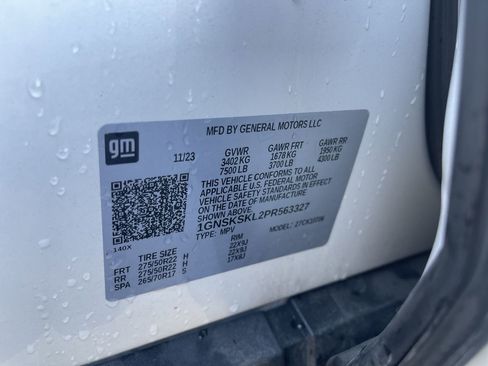 gm
MFD BY GENERAL MOTORS LLC
11/23 GVWR GAWR FRT GAWR RR
3402 KG 1678 KG 1950 KG
7500 LB 3700 LB 4300 LB
THIS VEHICLE CONFORMS TO ALL
APPLICABLE U.S. FEDERAL MOTOR
VEHICLE SAFETY STANDARDS IN EFFECT
ON THE DATE OF MANUFACTURE
SHOWN ABOVE.
1GNSKSKL2PR563327
TYPE: MPV MODEL:
140X
TIRE SIZE RIM
FRT 275/50R22 H 22X9J
RR 275/50R22 H 22X9J
SPA 265/70R17 S 17X8J